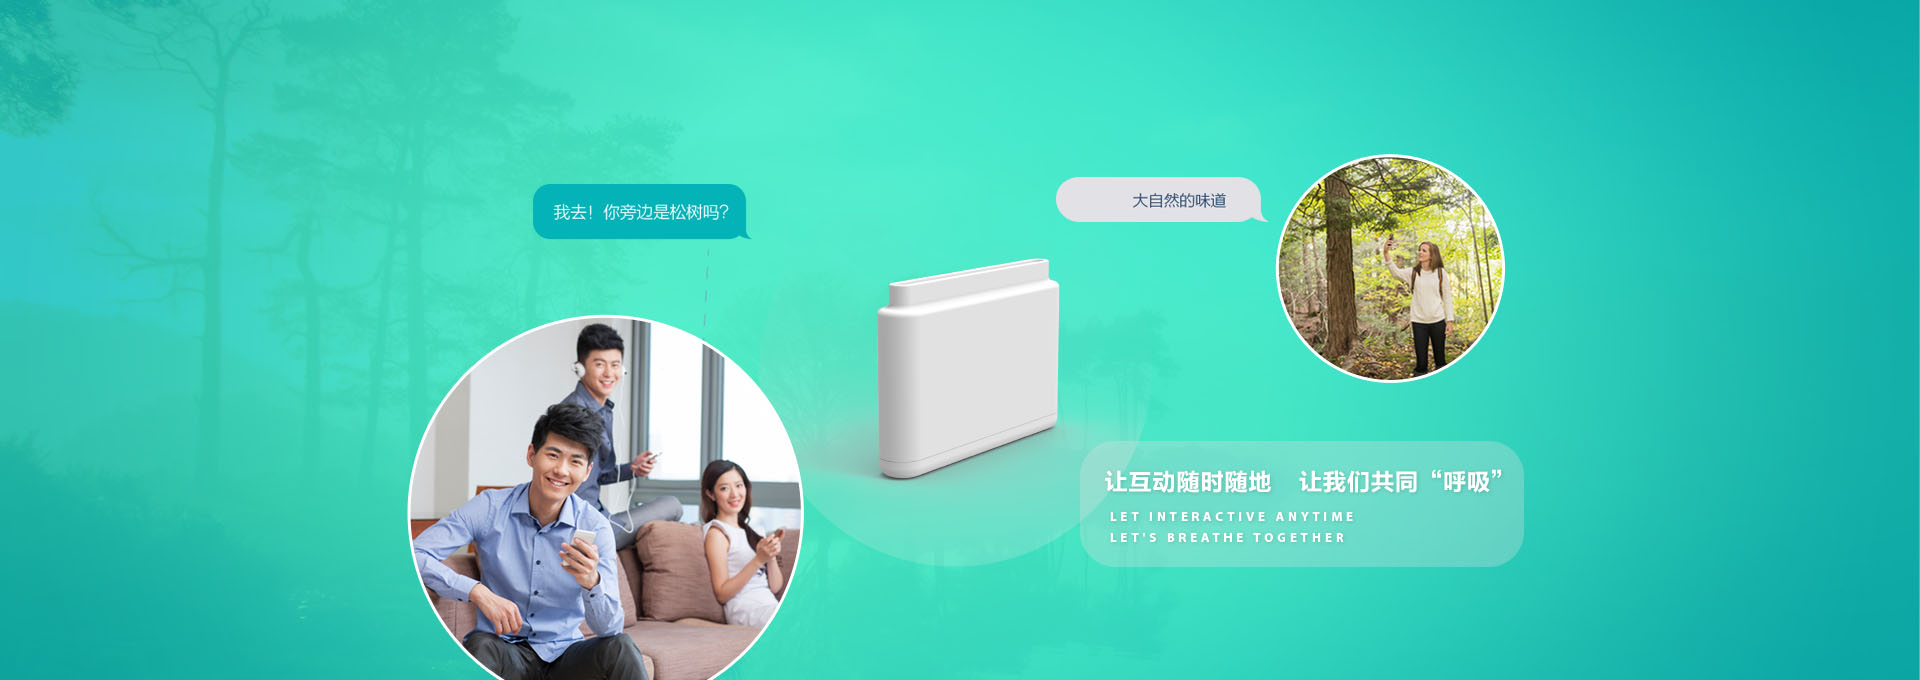 我去！你旁边是松树吗？
大自然的味道
让互动随时随地 让我们共同“呼吸”
LET INTERACTIVE ANYTIME
LET'S BREATHE TOGETHER